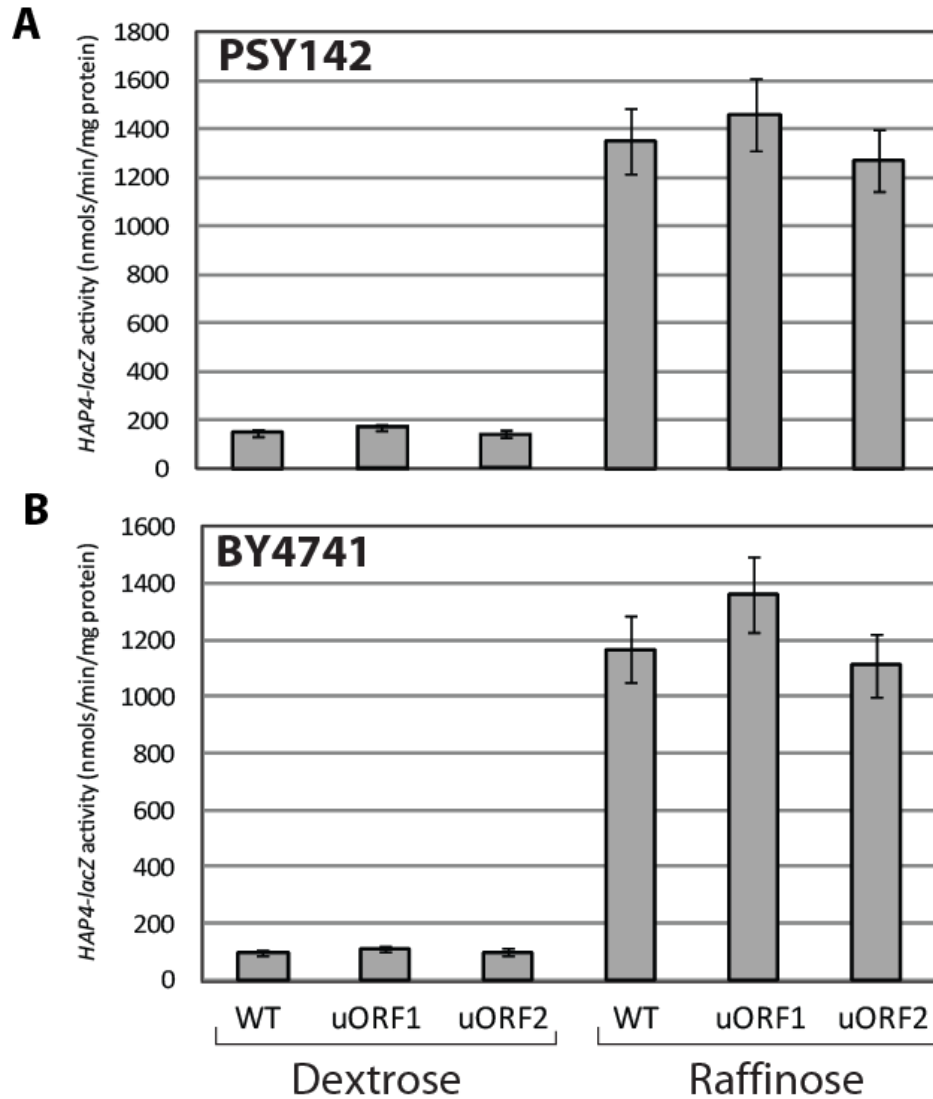 A
PSY142
HAP4-lacZ activity (nmols/min/mg protein)
1800
1600
1400
1200
1000
800
600
400
200
0
B
BY4741
HAP4-lacZ activity (nmols/min/mg protein)
1600
1400
1200
1000
800
600
400
200
0
WT uORF1 uORF2 WT uORF1 uORF2
Dextrose Raffinose